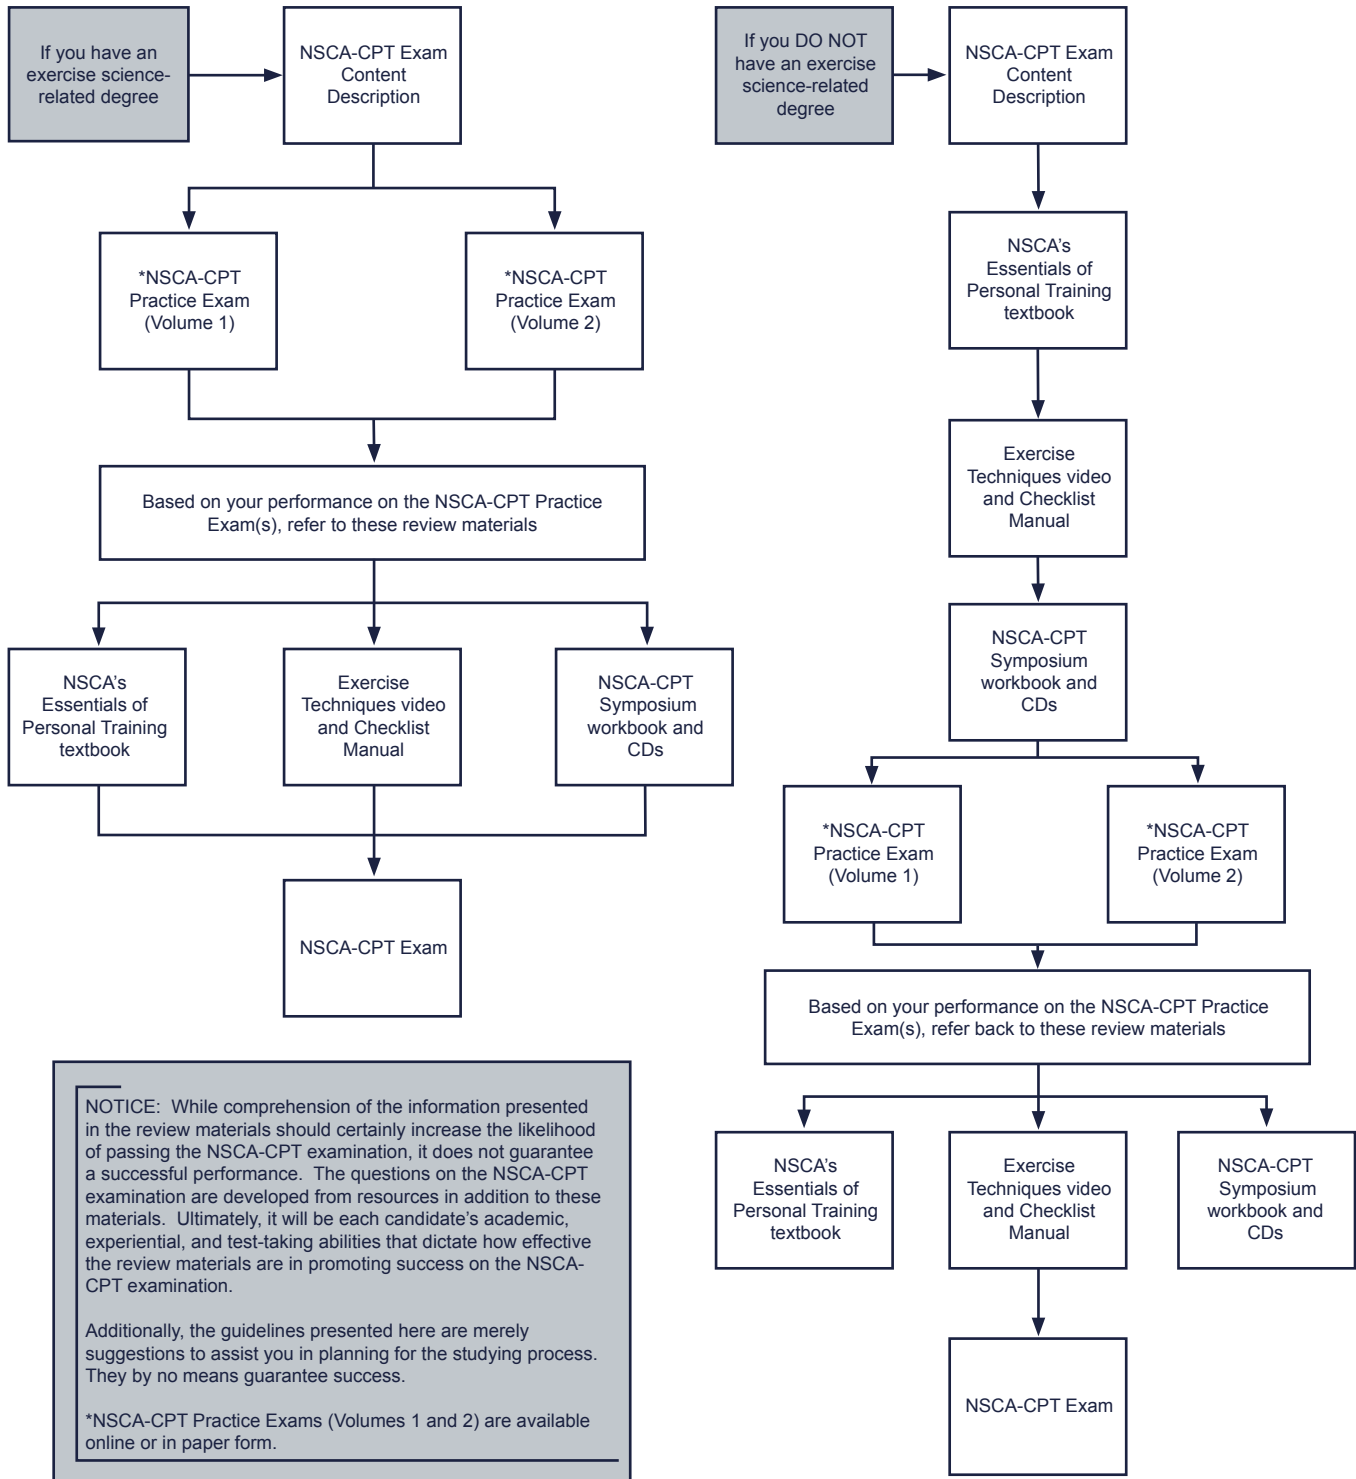 If you have an
exercise science-
related degree
NSCA-CPT Exam
Content
Description
*NSCA-CPT
Practice Exam
(Volume 1)
*NSCA-CPT
Practice Exam
(Volume 2)
Based on your performance on the NSCA-CPT Practice
Exam(s), refer to these review materials
NSCA's
Essentials of
Personal Training
textbook
Exercise
Techniques video
and Checklist
Manual
NSCA-CPT
Symposium
workbook and
CDs
NSCA-CPT Exam
NOTICE:  While comprehension of the information presented
in the review materials should certainly increase the likelihood
of passing the NSCA-CPT examination, it does not guarantee
a successful performance.  The questions on the NSCA-CPT
examination are developed from resources in addition to these
materials.  Ultimately, it will be each candidate's academic,
experiential, and test-taking abilities that dictate how effective
the review materials are in promoting success on the NSCA-
CPT examination.
Additionally, the guidelines presented here are merely
suggestions to assist you in planning for the studying process.
They by no means guarantee success.
*NSCA-CPT Practice Exams (Volumes 1 and 2) are available
online or in paper form.
If you DO NOT
have an exercise
science-related
degree
NSCA-CPT Exam
Content
Description
NSCA's
Essentials of
Personal Training
textbook
Exercise
Techniques video
and Checklist
Manual
NSCA-CPT
Symposium
workbook and
CDs
*NSCA-CPT
Practice Exam
(Volume 1)
*NSCA-CPT
Practice Exam
(Volume 2)
Based on your performance on the NSCA-CPT Practice
Exam(s), refer back to these review materials
NSCA's
Essentials of
Personal Training
textbook
Exercise
Techniques video
and Checklist
Manual
NSCA-CPT
Symposium
workbook and
CDs
NSCA-CPT Exam